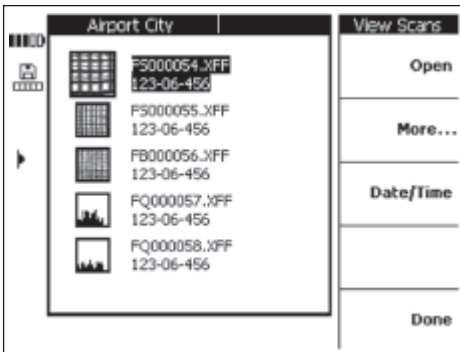 Airport City
View Scans
FS000054.XFF
123-06-456
FS000055.XFF
123-06-456
FB000056.XFF
123-06-456
FQ000057.XFF
123-06-456
FQ000058.XFF
123-06-456
Open
More...
Date/Time
Done